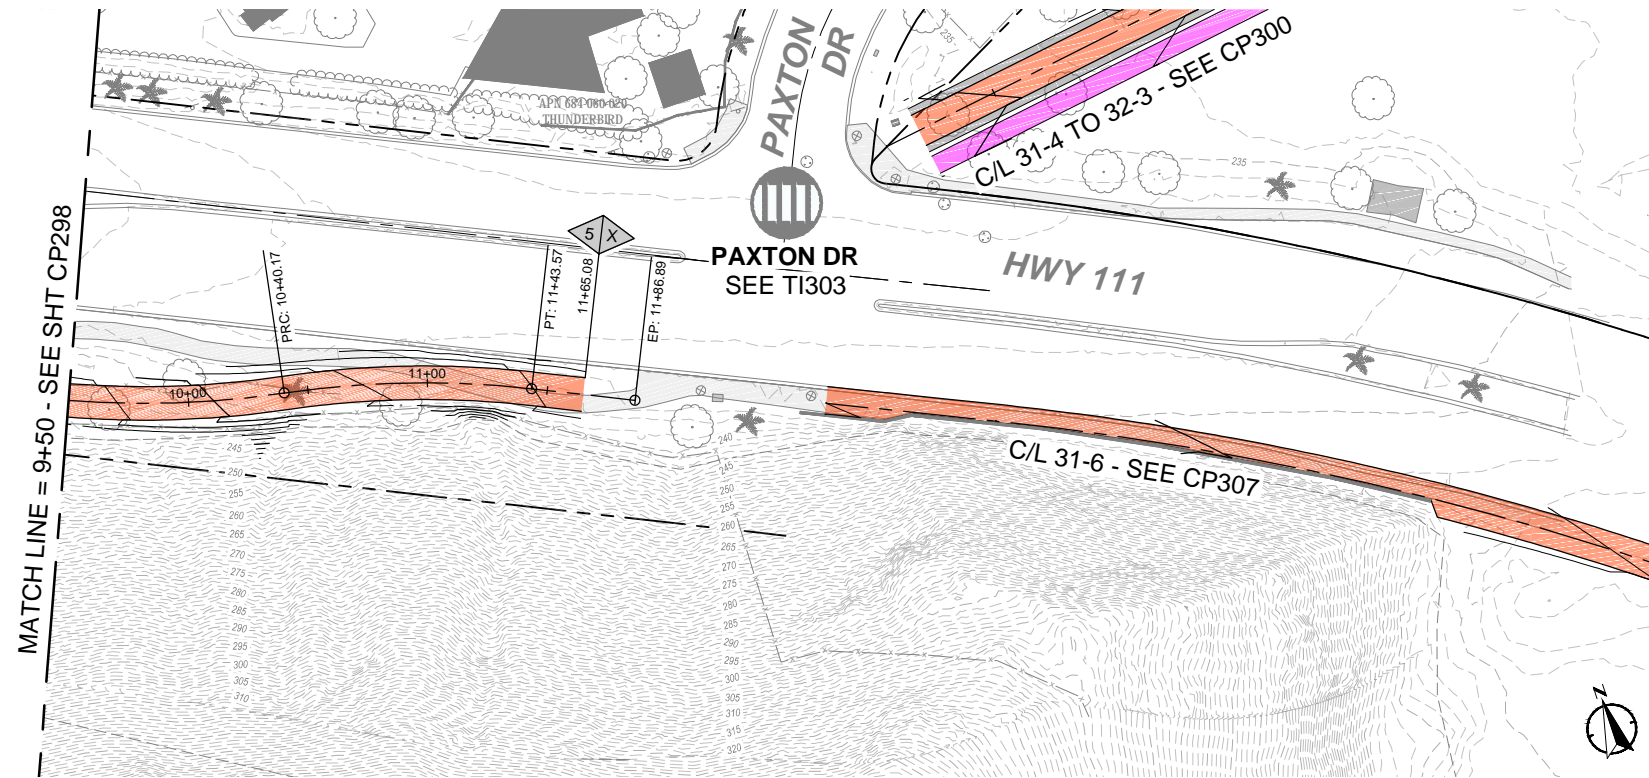 PAXTON
DR
235
C/L 31-4 TO 32-3 - SEE CP300
235
APN 684-080-020
THUNDERBIRD
MATCH LINE = 9+50 - SEE SHT CP298
5
X
PAXTON DR
SEE TI303
HWY 111
PRC: 10+40.17
PT: 11+43.57
11+65.08
EP: 11+86.89
10+00
11+00
C/L 31-6 - SEE CP307
245
250
255
260
265
270
275
280
285
290
295
300
305
310
240
245
250
255
260
265
270
275
280
285
290
295
300
305
310
315
320
N